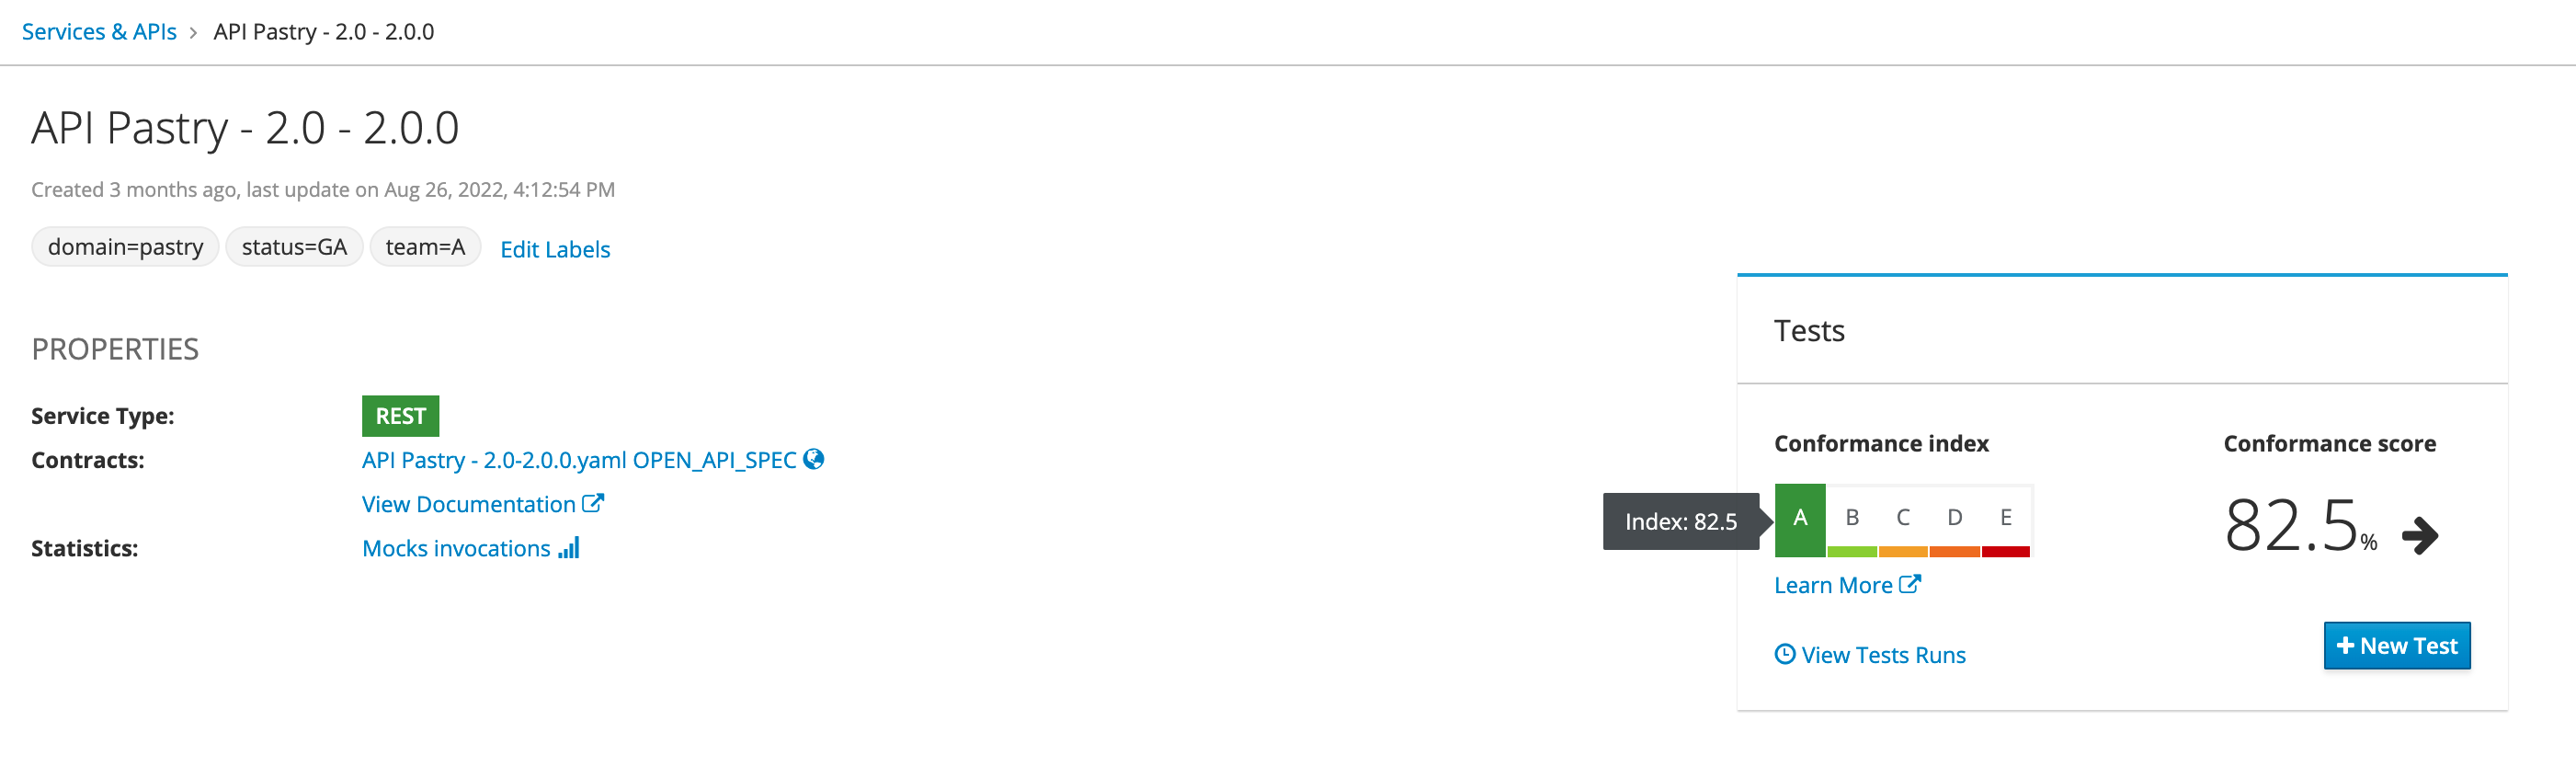 Services & APIs > API Pastry - 2.0 - 2.0.0
API Pastry - 2.0 - 2.0.0
Created 3 months ago, last update on Aug 26, 2022, 4:12:54 PM
domain=pastry status=GA team=A Edit Labels
PROPERTIES
Service Type: REST
Contracts: API Pastry - 2.0-2.0.0.yaml OPEN_API_SPEC
View Documentation
Statistics: Mocks invocations
Tests
Conformance index
Index: 82.5
A B C D E
Learn More
Conformance score
82.5%
View Tests Runs
New Test